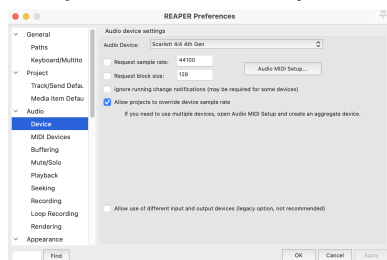 REAPER Preferences
General
Paths
Keyboard/Multito
Project
Track/Send Defau
Media Item Defau
Audio
Device
MIDI Devices
Buffering
Mute/Solo
Playback
Seeking
Recording
Loop Recording
Rendering
Appearance
Find
Audio device settings
Audio Device: Scarlett 4i4 4th Gen
Request sample rate: 44100
Request block size: 128
Audio MIDI Setup...
Ignore running change notifications (may be required for some devices)
Allow projects to override device sample rate
If you need to use multiple devices, open Audio MIDI Setup and create an aggregate device.
Allow use of different input and output devices (legacy option, not recommended)
OK Cancel Apply